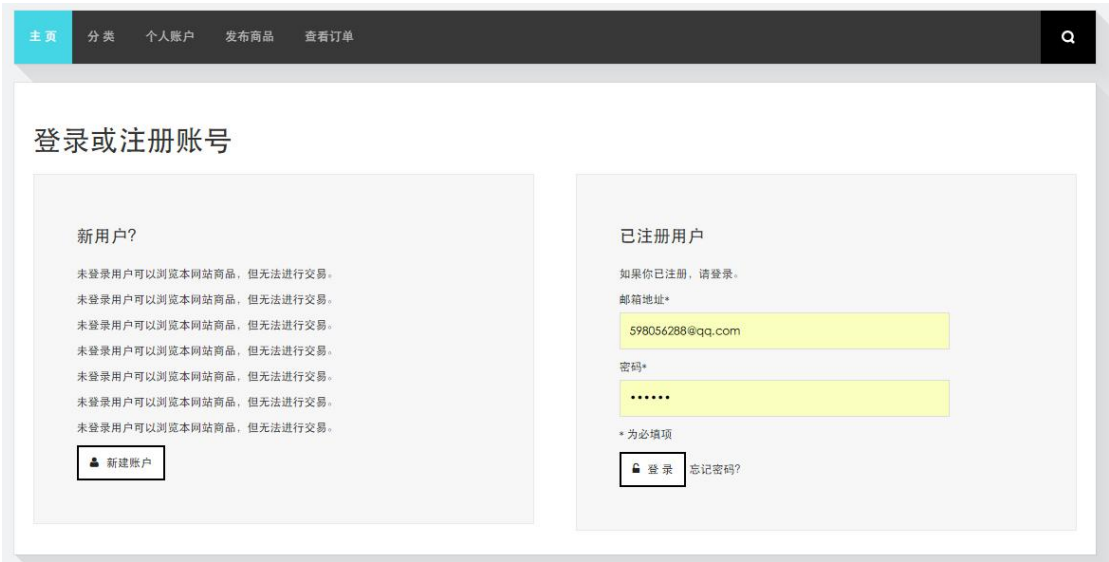 主页 分类 个人账户 发布商品 查看订单
登录或注册账号
新用户?
未登录用户可以浏览本网站商品，但无法进行交易。
未登录用户可以浏览本网站商品，但无法进行交易。
未登录用户可以浏览本网站商品，但无法进行交易。
未登录用户可以浏览本网站商品，但无法进行交易。
未登录用户可以浏览本网站商品，但无法进行交易。
未登录用户可以浏览本网站商品，但无法进行交易。
未登录用户可以浏览本网站商品，但无法进行交易。
新建账户
已注册用户
如果你已注册，请登录。
邮箱地址*
598056288@qq.com
密码*
••••••
* 为必填项
登录 忘记密码?